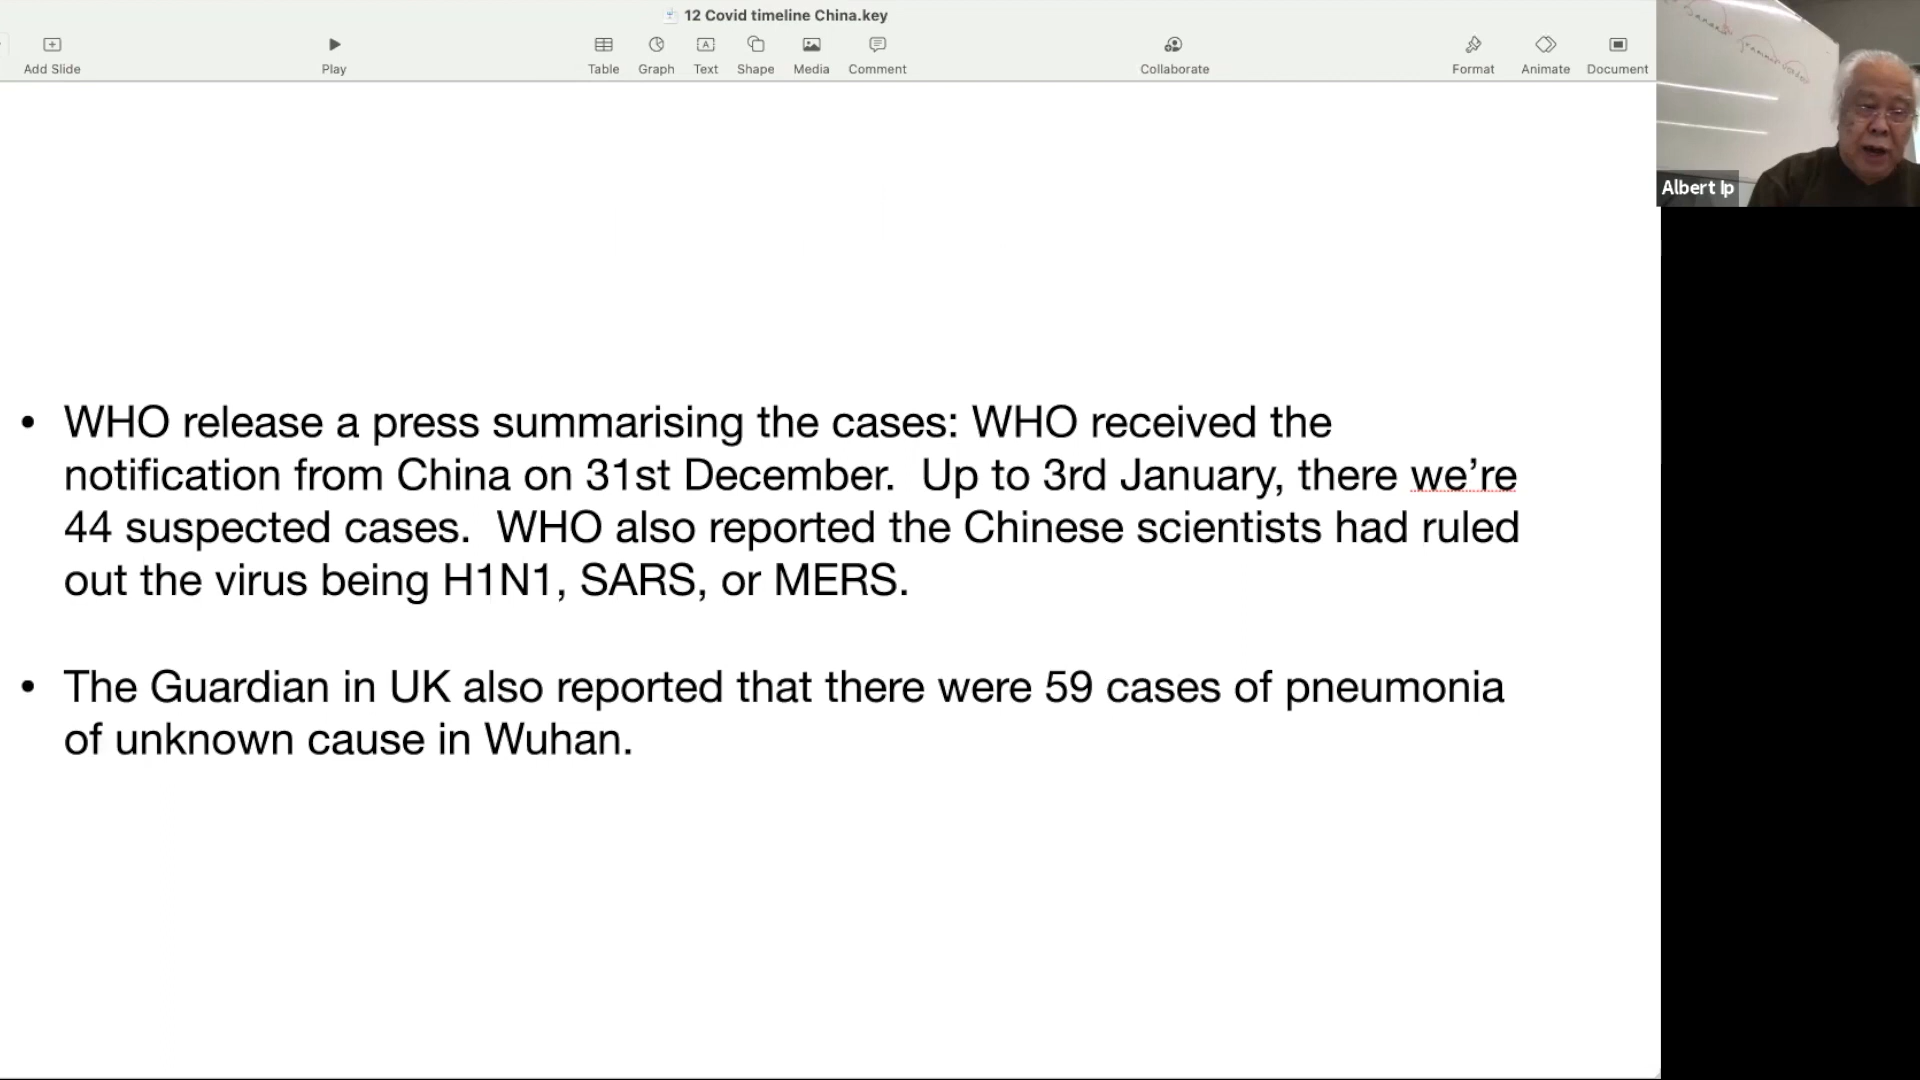 12 Covid timeline China.key
Add Slide
Play
Table
Graph
Text
Shape
Media
Comment
Collaborate
Format
Animate
Document
Albert Ip
• WHO release a press summarising the cases: WHO received the
notification from China on 31st December.  Up to 3rd January, there we’re
44 suspected cases.  WHO also reported the Chinese scientists had ruled
out the virus being H1N1, SARS, or MERS.
• The Guardian in UK also reported that there were 59 cases of pneumonia
of unknown cause in Wuhan.